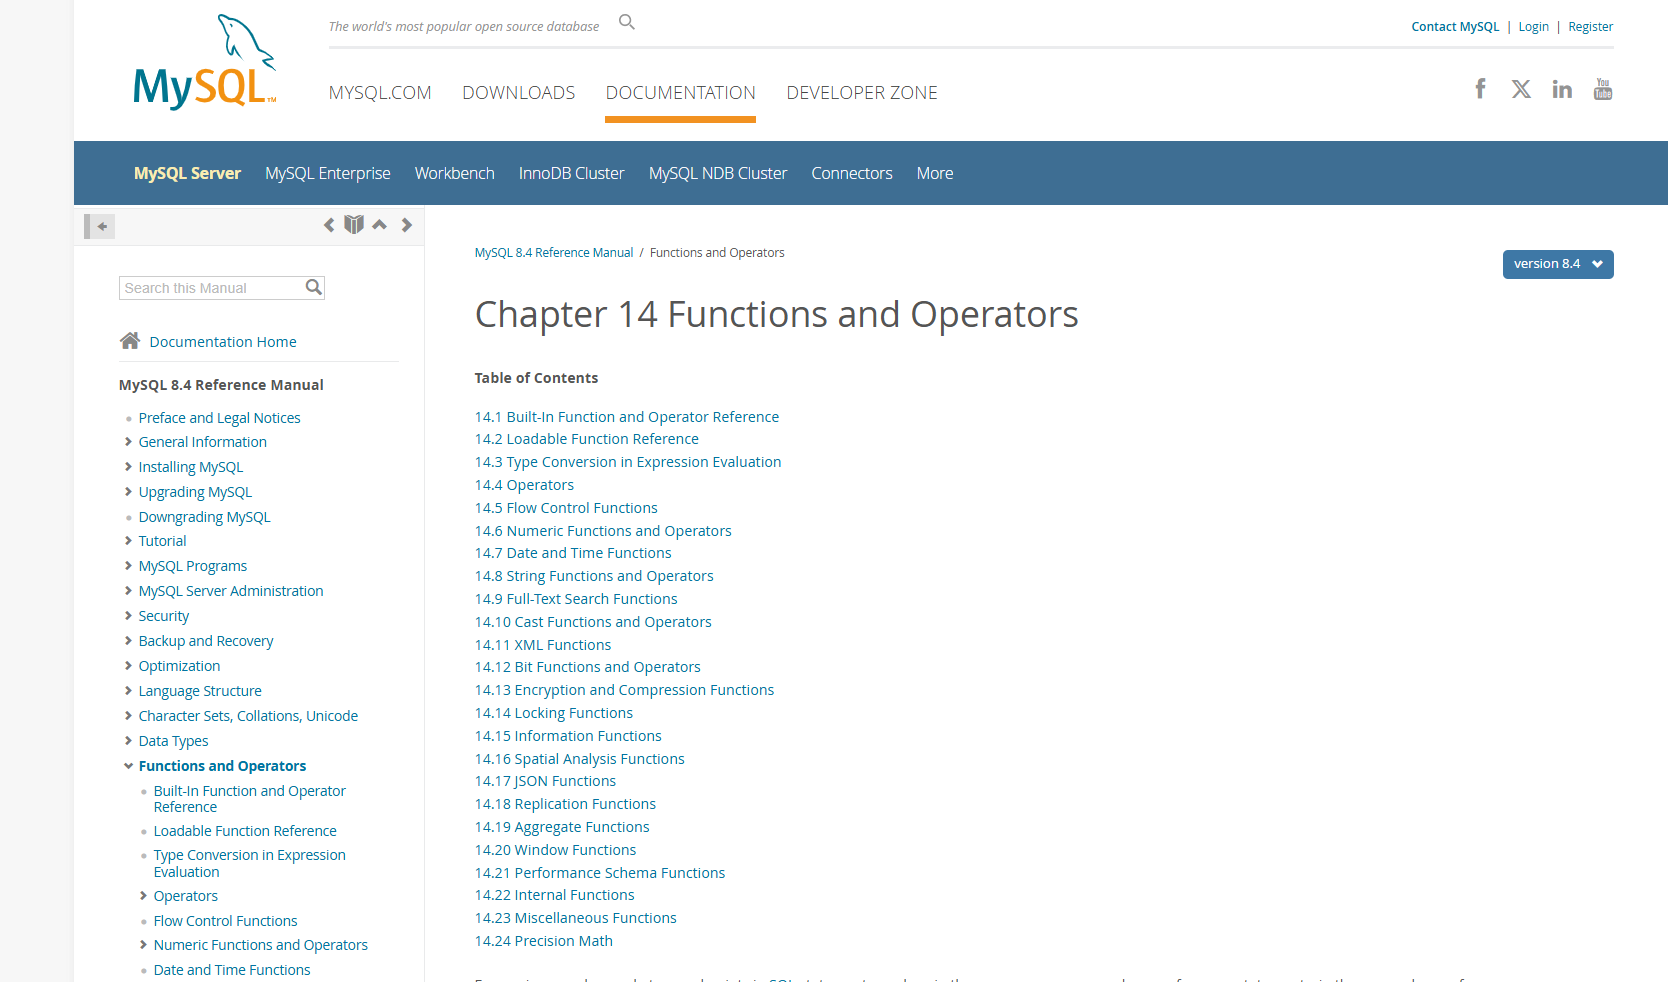 The world's most popular open source database
Contact MySQL | Login | Register
MySQL™
MYSQL.COM DOWNLOADS DOCUMENTATION DEVELOPER ZONE
You Tube
MySQL Server MySQL Enterprise Workbench InnoDB Cluster MySQL NDB Cluster Connectors More
Search this Manual
Documentation Home
MySQL 8.4 Reference Manual
Preface and Legal Notices
General Information
Installing MySQL
Upgrading MySQL
Downgrading MySQL
Tutorial
MySQL Programs
MySQL Server Administration
Security
Backup and Recovery
Optimization
Language Structure
Character Sets, Collations, Unicode
Data Types
Functions and Operators
Built-In Function and Operator
Reference
Loadable Function Reference
Type Conversion in Expression
Evaluation
Operators
Flow Control Functions
Numeric Functions and Operators
Date and Time Functions
MySQL 8.4 Reference Manual / Functions and Operators
version 8.4
Chapter 14 Functions and Operators
Table of Contents
14.1 Built-In Function and Operator Reference
14.2 Loadable Function Reference
14.3 Type Conversion in Expression Evaluation
14.4 Operators
14.5 Flow Control Functions
14.6 Numeric Functions and Operators
14.7 Date and Time Functions
14.8 String Functions and Operators
14.9 Full-Text Search Functions
14.10 Cast Functions and Operators
14.11 XML Functions
14.12 Bit Functions and Operators
14.13 Encryption and Compression Functions
14.14 Locking Functions
14.15 Information Functions
14.16 Spatial Analysis Functions
14.17 JSON Functions
14.18 Replication Functions
14.19 Aggregate Functions
14.20 Window Functions
14.21 Performance Schema Functions
14.22 Internal Functions
14.23 Miscellaneous Functions
14.24 Precision Math